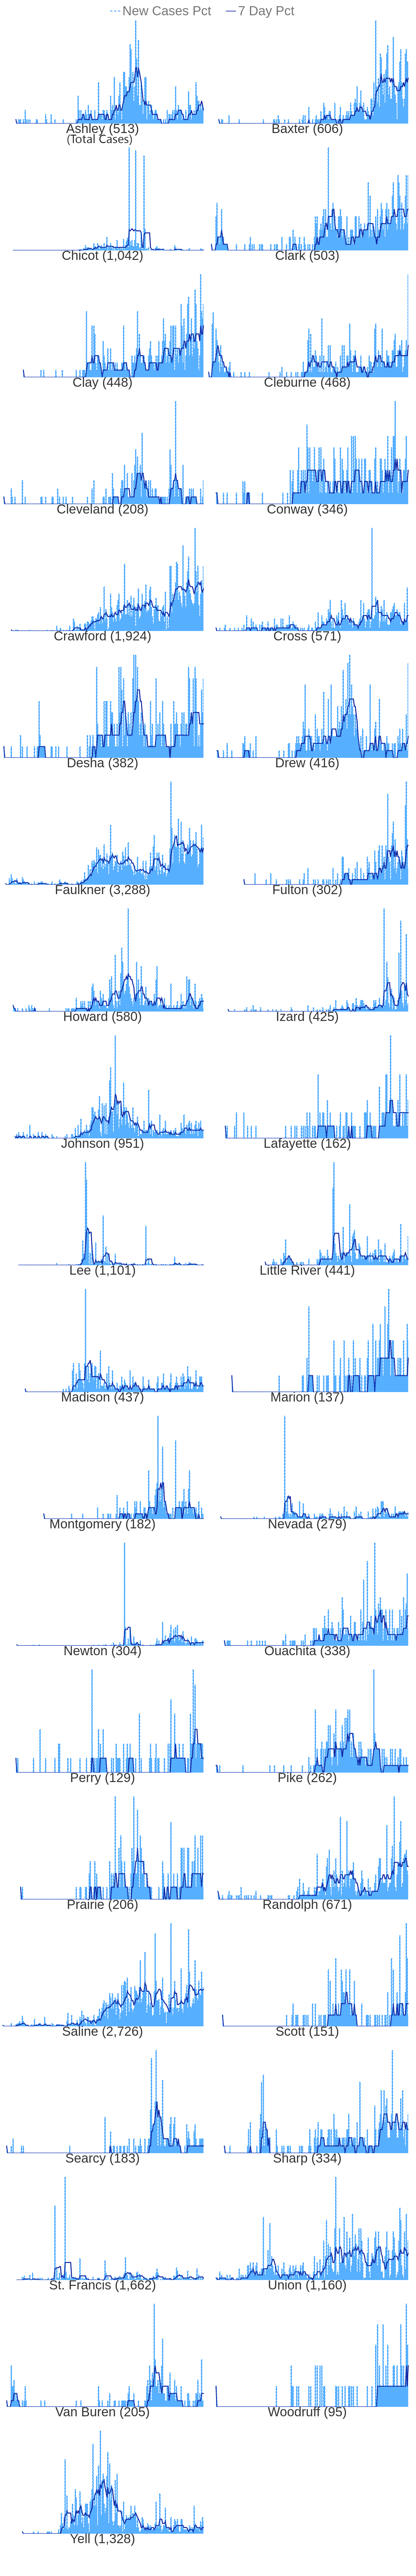 New Cases Pct 7 Day Pct
Ashley (513) Baxter (606)
(Total Cases)
Chicot (1,042) Clark (503)
Clay (448) Cleburne (468)
Cleveland (208) Conway (346)
Crawford (1,924) Cross (571)
Desha (382) Drew (416)
Faulkner (3,288) Fulton (302)
Howard (580) Izard (425)
Johnson (951) Lafayette (162)
Lee (1,101) Little River (441)
Madison (437) Marion (137)
Montgomery (182) Nevada (279)
Newton (304) Ouachita (338)
Perry (129) Pike (262)
Prairie (206) Randolph (671)
Saline (2,726) Scott (151)
Searcy (183) Sharp (334)
St. Francis (1,662) Union (1,160)
Van Buren (205) Woodruff (95)
Yell (1,328)